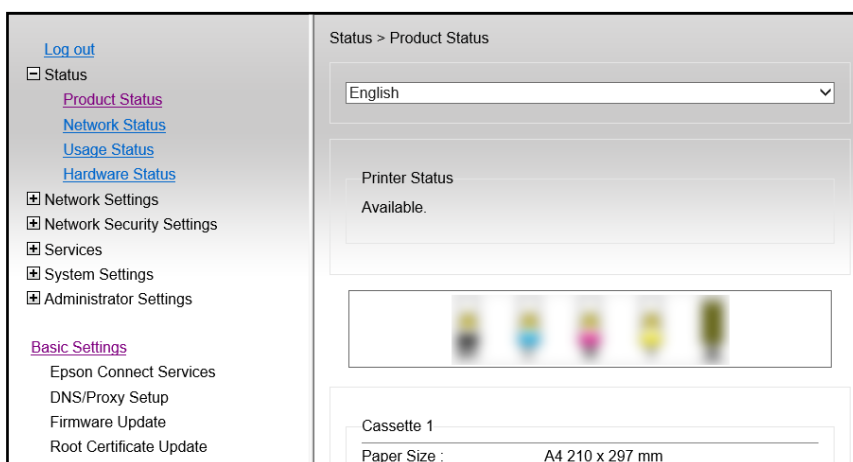 Log out
Status
Product Status
Network Status
Usage Status
Hardware Status
Network Settings
Network Security Settings
Services
System Settings
Administrator Settings
Basic Settings
Epson Connect Services
DNS/Proxy Setup
Firmware Update
Root Certificate Update
Status > Product Status
English
Printer Status
Available.
Cassette 1
Paper Size : A4 210 x 297 mm